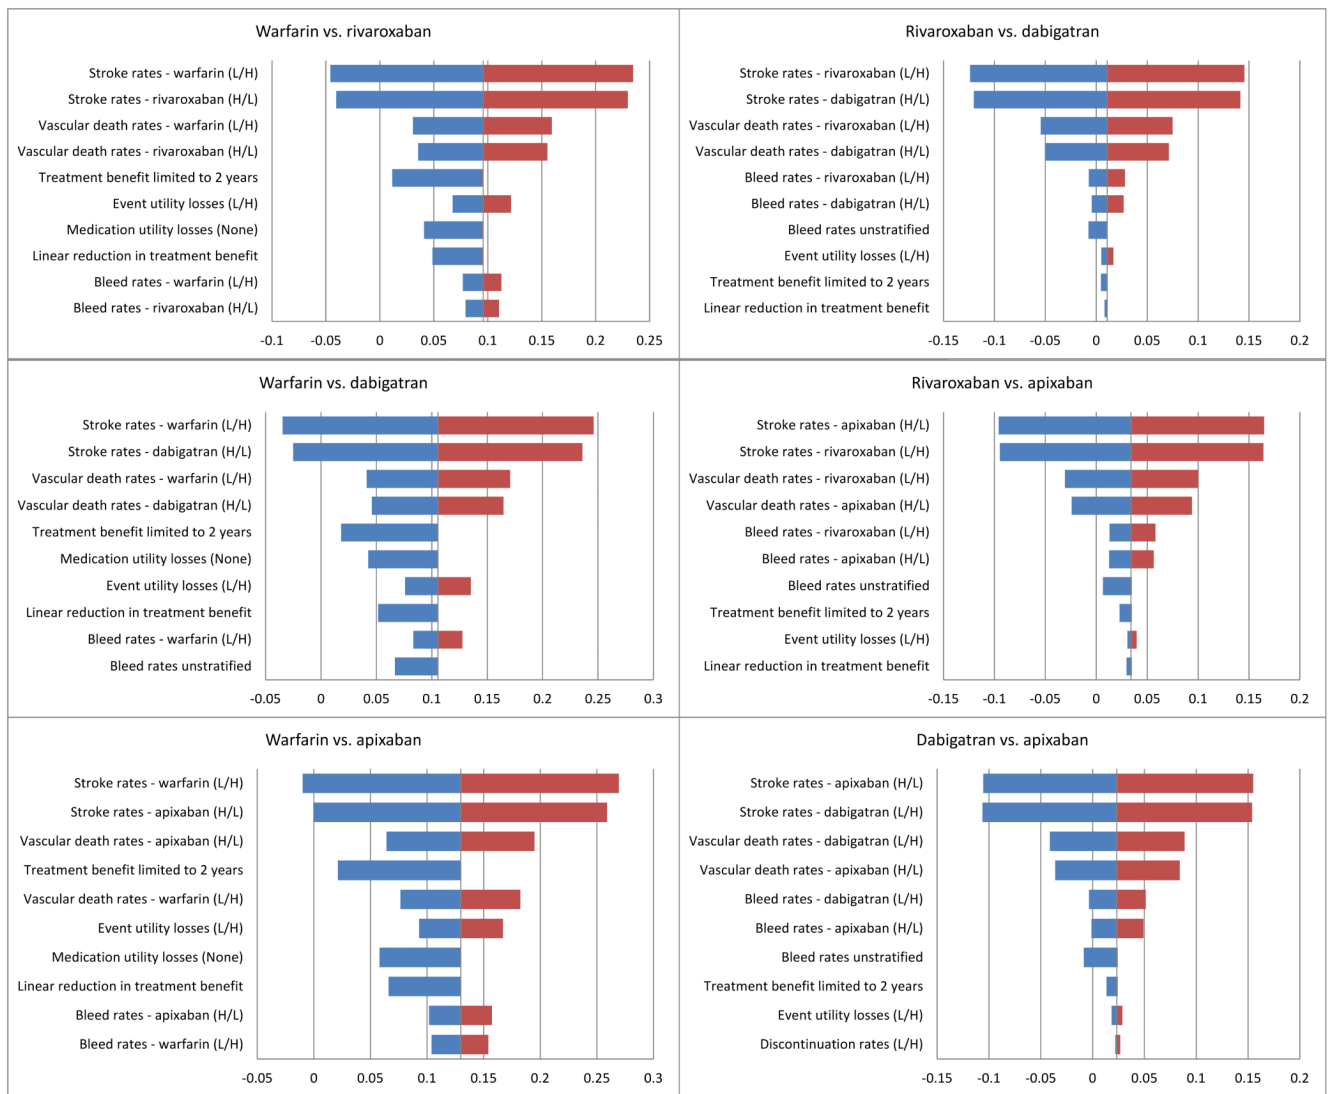 Warfarin vs. rivaroxaban
Stroke rates - warfarin (L/H)
Stroke rates - rivaroxaban (H/L)
Vascular death rates - warfarin (L/H)
Vascular death rates - rivaroxaban (H/L)
Treatment benefit limited to 2 years
Event utility losses (L/H)
Medication utility losses (None)
Linear reduction in treatment benefit
Bleed rates - warfarin (L/H)
Bleed rates - rivaroxaban (H/L)
-0.1 -0.05 0 0.05 0.1 0.15 0.2 0.25
Rivaroxaban vs. dabigatran
Stroke rates - rivaroxaban (L/H)
Stroke rates - dabigatran (H/L)
Vascular death rates - rivaroxaban (L/H)
Vascular death rates - dabigatran (H/L)
Bleed rates - rivaroxaban (L/H)
Bleed rates - dabigatran (H/L)
Bleed rates unstratified
Event utility losses (L/H)
Treatment benefit limited to 2 years
Linear reduction in treatment benefit
-0.15 -0.1 -0.05 0 0.05 0.1 0.15 0.2
Warfarin vs. dabigatran
Stroke rates - warfarin (L/H)
Stroke rates - dabigatran (H/L)
Vascular death rates - warfarin (L/H)
Vascular death rates - dabigatran (H/L)
Treatment benefit limited to 2 years
Medication utility losses (None)
Event utility losses (L/H)
Linear reduction in treatment benefit
Bleed rates - warfarin (L/H)
Bleed rates unstratified
-0.05 0 0.05 0.1 0.15 0.2 0.25 0.3
Rivaroxaban vs. apixaban
Stroke rates - apixaban (H/L)
Stroke rates - rivaroxaban (L/H)
Vascular death rates - rivaroxaban (L/H)
Vascular death rates - apixaban (H/L)
Bleed rates - rivaroxaban (L/H)
Bleed rates - apixaban (H/L)
Bleed rates unstratified
Treatment benefit limited to 2 years
Event utility losses (L/H)
Linear reduction in treatment benefit
-0.15 -0.1 -0.05 0 0.05 0.1 0.15 0.2
Warfarin vs. apixaban
Stroke rates - warfarin (L/H)
Stroke rates - apixaban (H/L)
Vascular death rates - apixaban (H/L)
Treatment benefit limited to 2 years
Vascular death rates - warfarin (L/H)
Event utility losses (L/H)
Medication utility losses (None)
Linear reduction in treatment benefit
Bleed rates - apixaban (H/L)
Bleed rates - warfarin (L/H)
-0.05 0 0.05 0.1 0.15 0.2 0.25 0.3
Dabigatran vs. apixaban
Stroke rates - apixaban (H/L)
Stroke rates - dabigatran (L/H)
Vascular death rates - dabigatran (L/H)
Vascular death rates - apixaban (H/L)
Bleed rates - dabigatran (L/H)
Bleed rates - apixaban (H/L)
Bleed rates unstratified
Treatment benefit limited to 2 years
Event utility losses (L/H)
Discontinuation rates (L/H)
-0.15 -0.1 -0.05 0 0.05 0.1 0.15 0.2